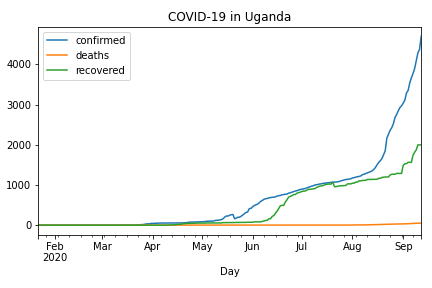 COVID-19 in Uganda
confirmed
deaths
recovered
4000
3000
2000
1000
0
Feb Mar Apr May Jun Jul Aug Sep
2020
Day